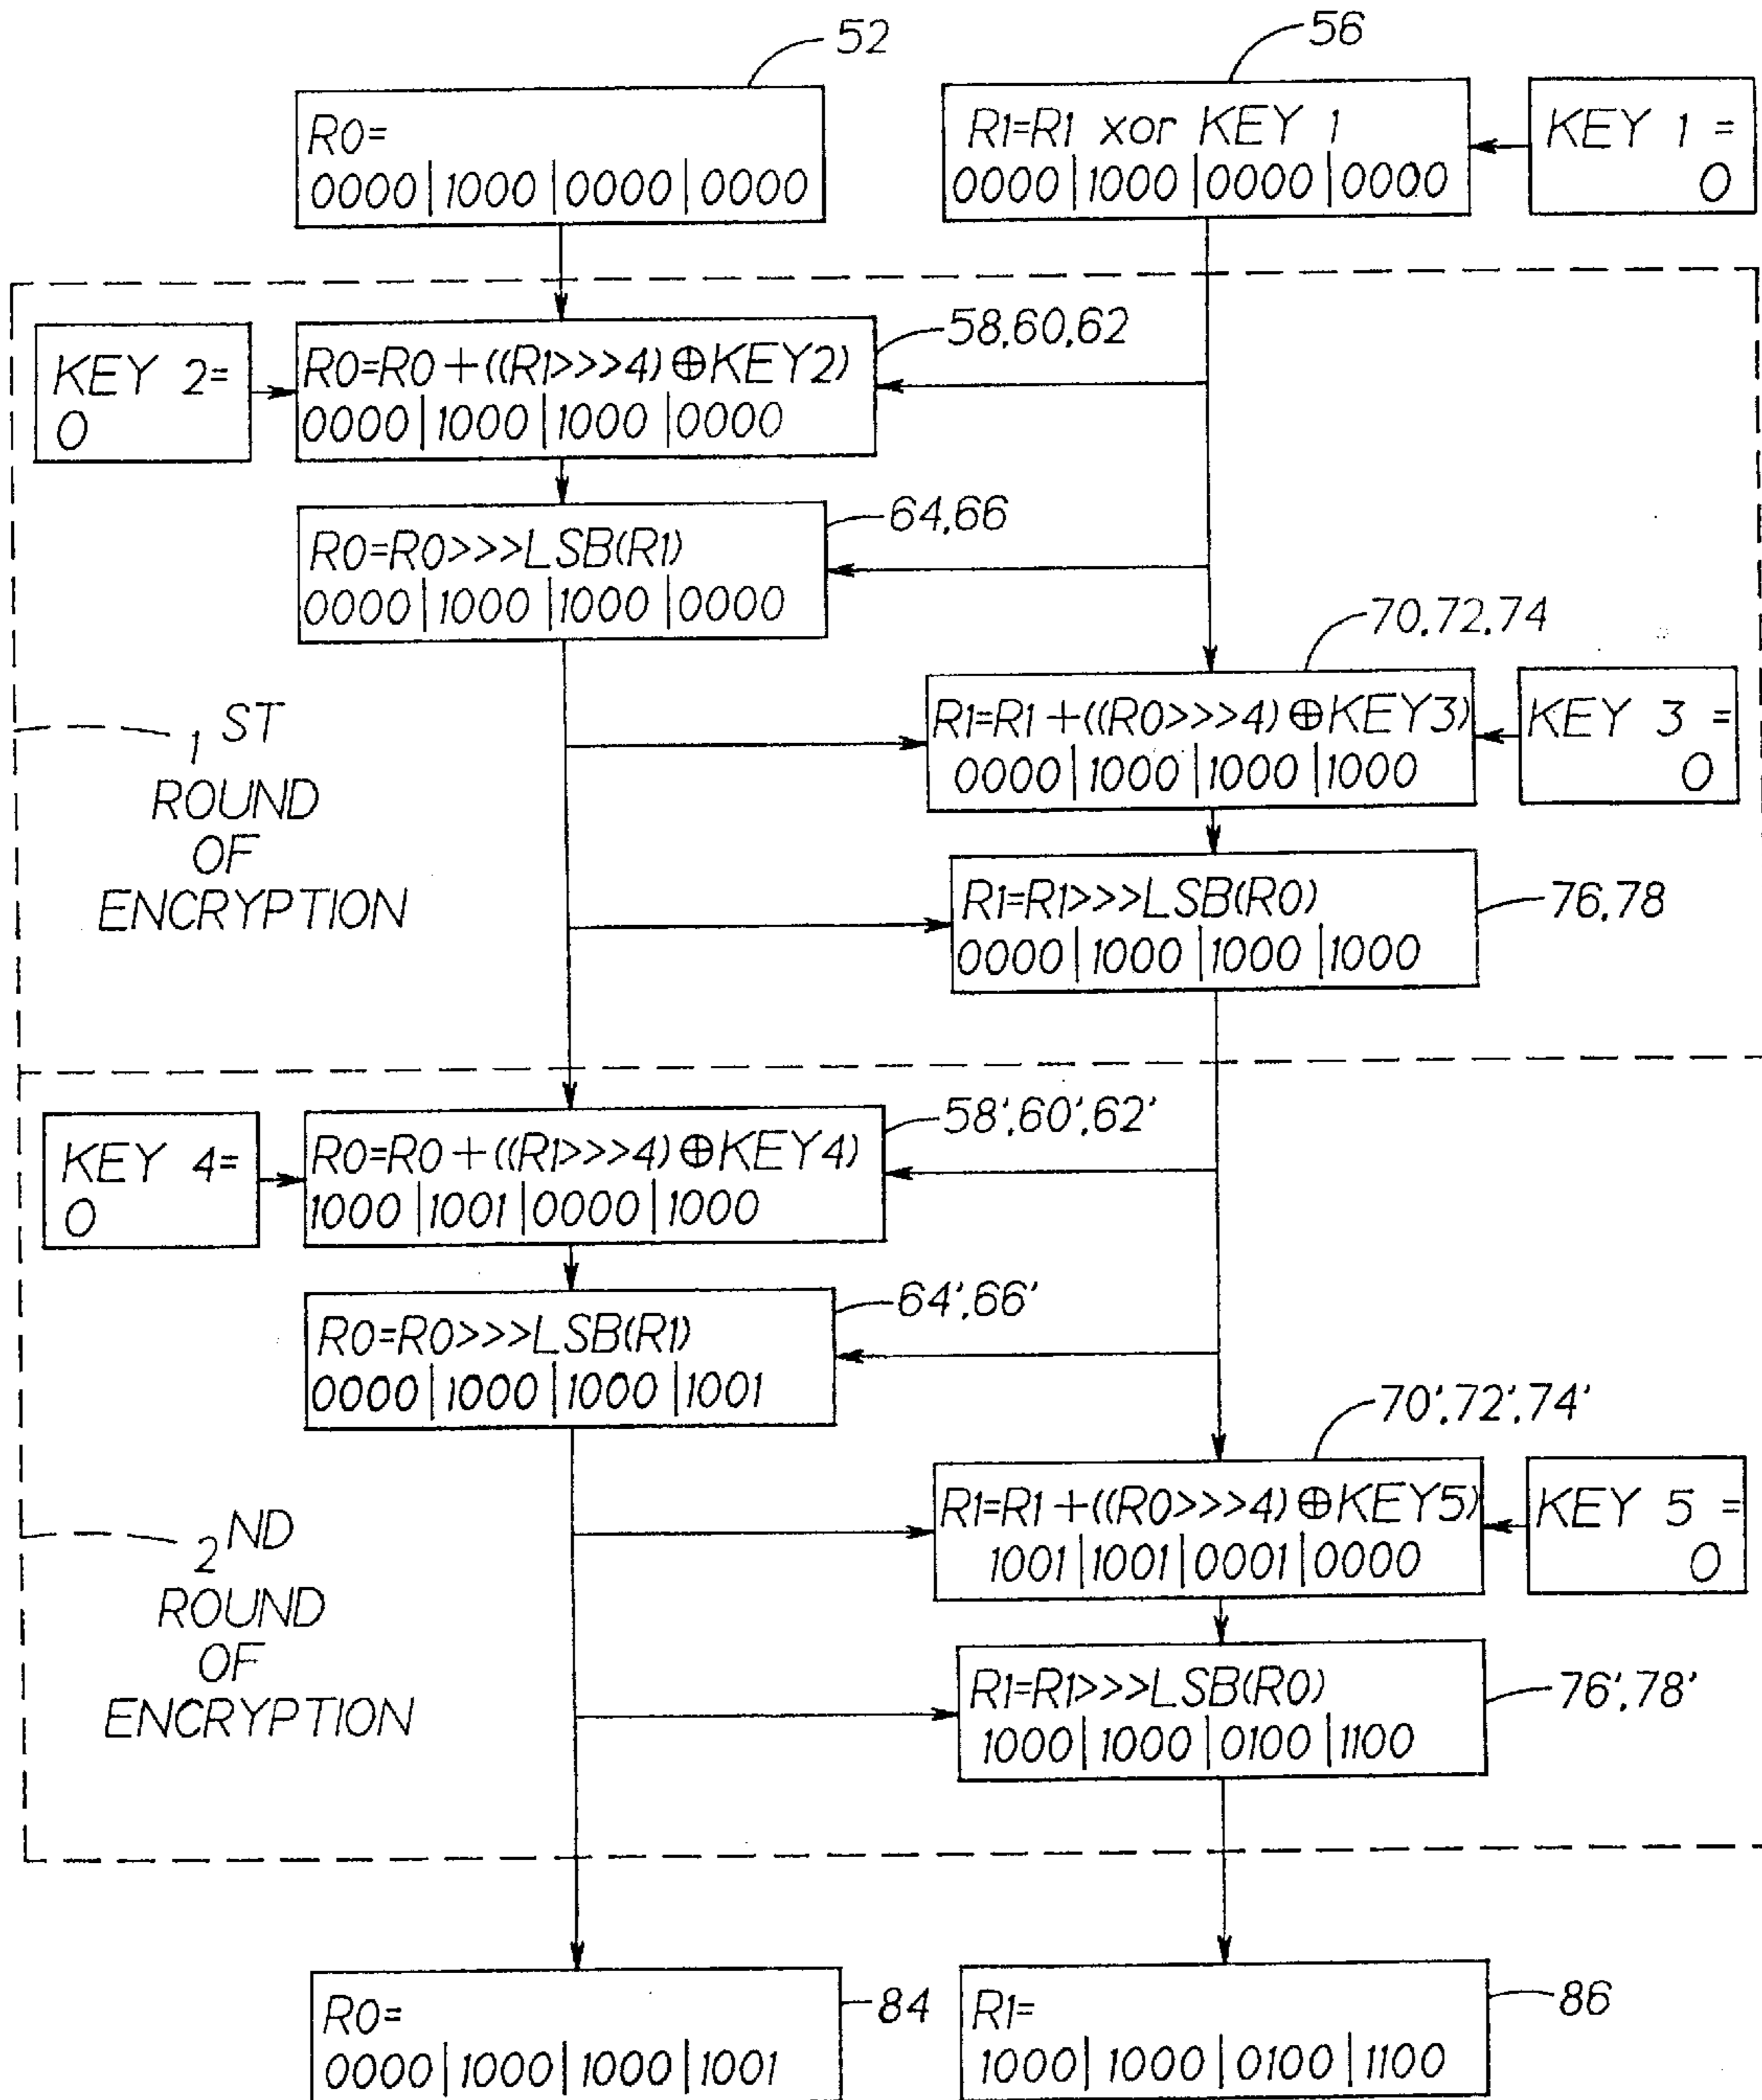 52
56
R0=
0000|1000|0000|0000
R1=R1 xor KEY 1
0000|1000|0000|0000
KEY 1 =
0
58,60,62
KEY 2=
0
R0=R0+((R1>>>4)⊕KEY2)
0000|1000|1000|0000
64,66
R0=R0>>>LSB(R1)
0000|1000|1000|0000
70,72,74
R1=R1+((R0>>>4)⊕KEY3)
0000|1000|1000|1000
KEY 3 =
0
1 ST
ROUND
OF
ENCRYPTION
R1=R1>>>LSB(R0)
0000|1000|1000|1000
76,78
58',60',62'
KEY 4=
0
R0=R0+((R1>>>4)⊕KEY4)
1000|1001|0000|1000
64',66'
R0=R0>>>LSB(R1)
0000|1000|1000|1001
70',72',74'
R1=R1+((R0>>>4)⊕KEY5)
1001|1001|0001|0000
KEY 5 =
0
2 ND
ROUND
OF
ENCRYPTION
R1=R1>>>LSB(R0)
1000|1000|0100|1100
76',78'
R0=
0000|1000|1000|1001
84
R1=
1000|1000|0100|1100
86